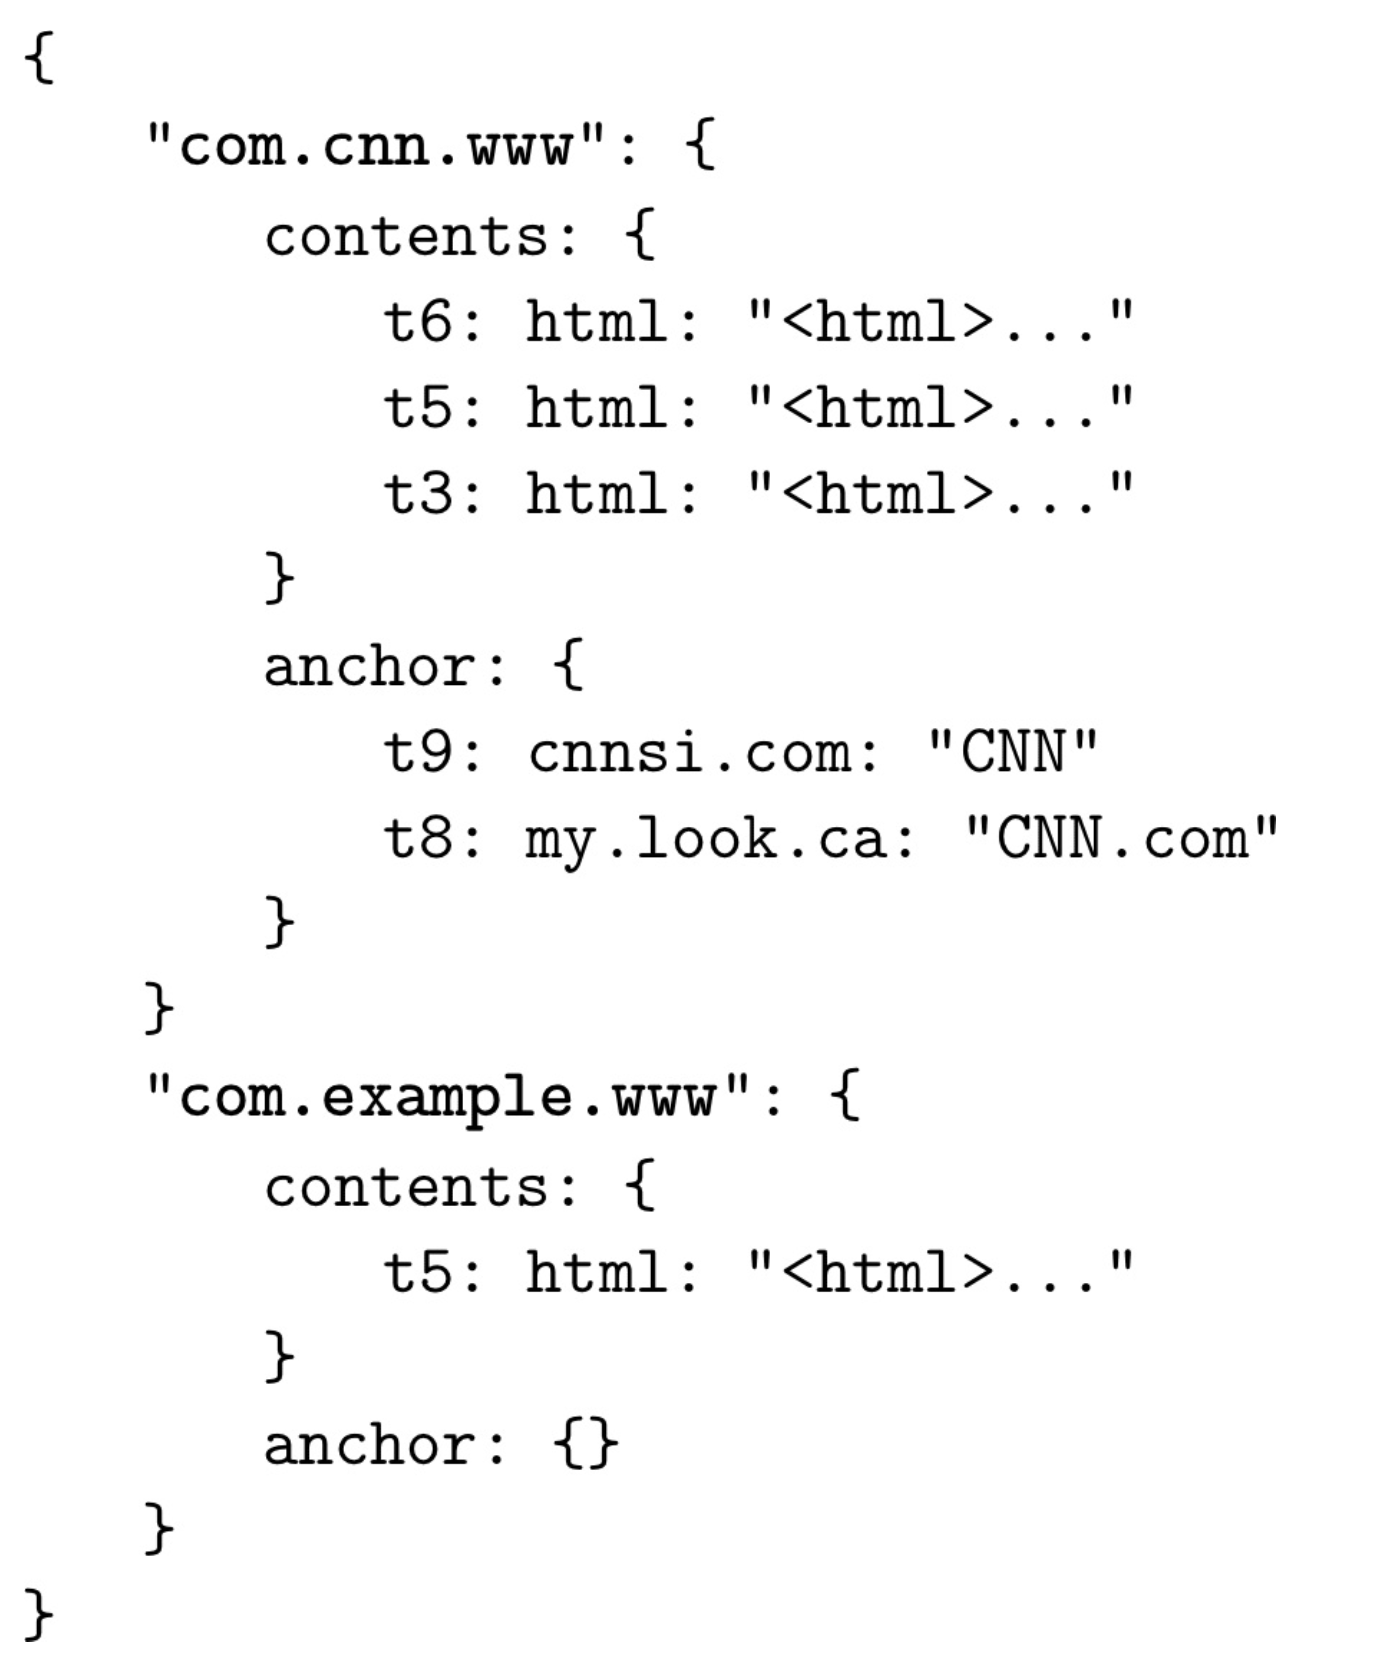 {
"com.cnn.www": {
contents: {
t6: html: "<html>..."
t5: html: "<html>..."
t3: html: "<html>..."
}
anchor: {
t9: cnnsi.com: "CNN"
t8: my.look.ca: "CNN.com"
}
}
"com.example.www": {
contents: {
t5: html: "<html>..."
}
anchor: {}
}
}